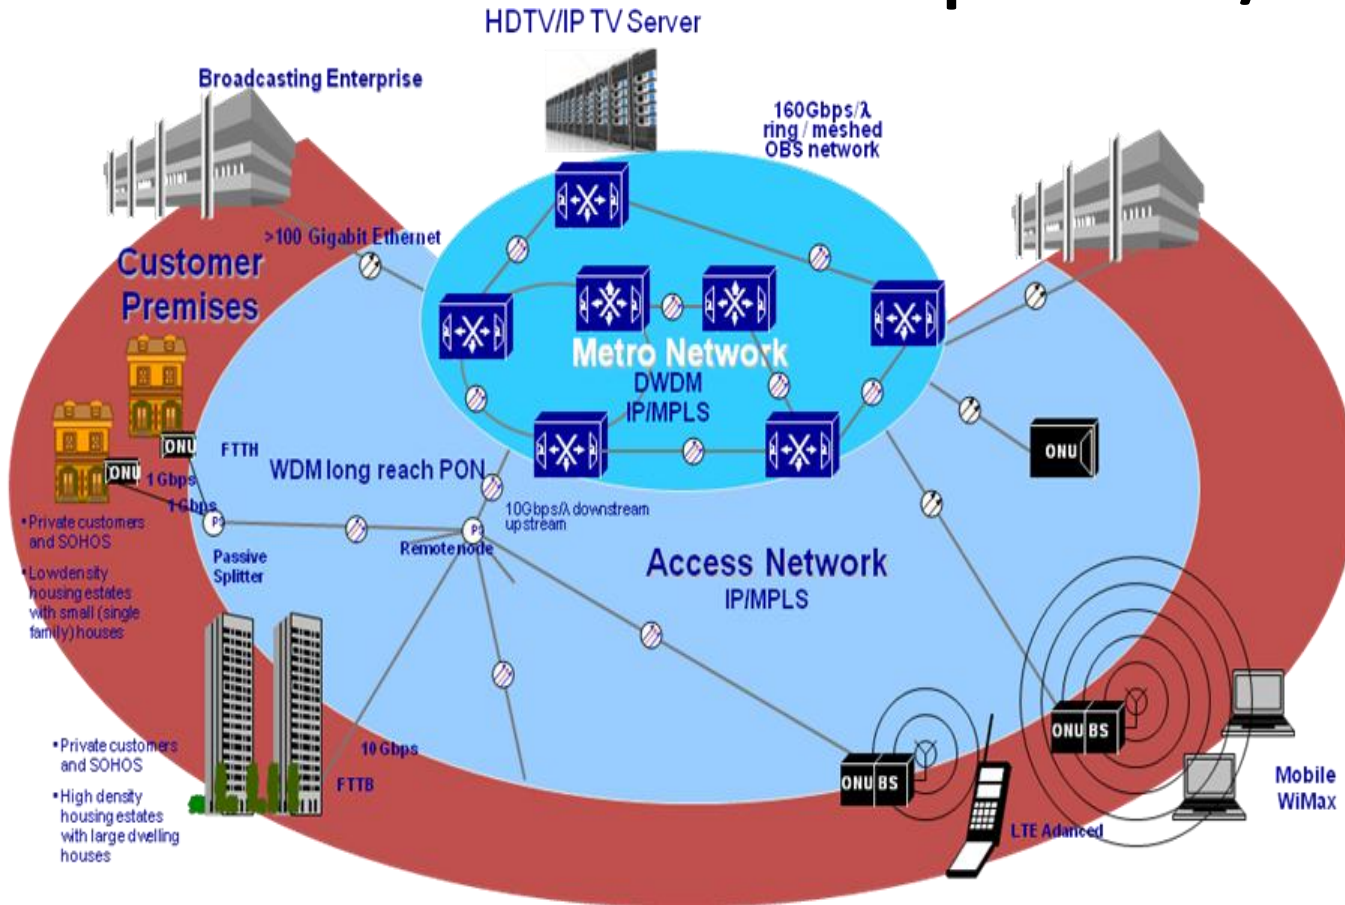 HDTV/IP TV Server
Broadcasting Enterprise
160Gbps/λ
ring / meshed
OBS network
>100 Gigabit Ethernet
Customer
Premises
Metro Network
DWDM
IP/MPLS
ONU
FTTH
ONU
1 Gbps
1 Gbps
WDM long reach PON
ONU
10Gbps/λ downstream
upstream
• Private customers
and SOHOS
PS
PS
Remote node
Passive
Splitter
Access Network
IP/MPLS
• Lowdensity
housing estates
with small (single
family) houses
ONU BS
• Private customers
and SOHOS
10 Gbps
FTTB
ONU BS
Mobile
WiMax
• High density
housing estates
with large dwelling
houses
LTE Adanced